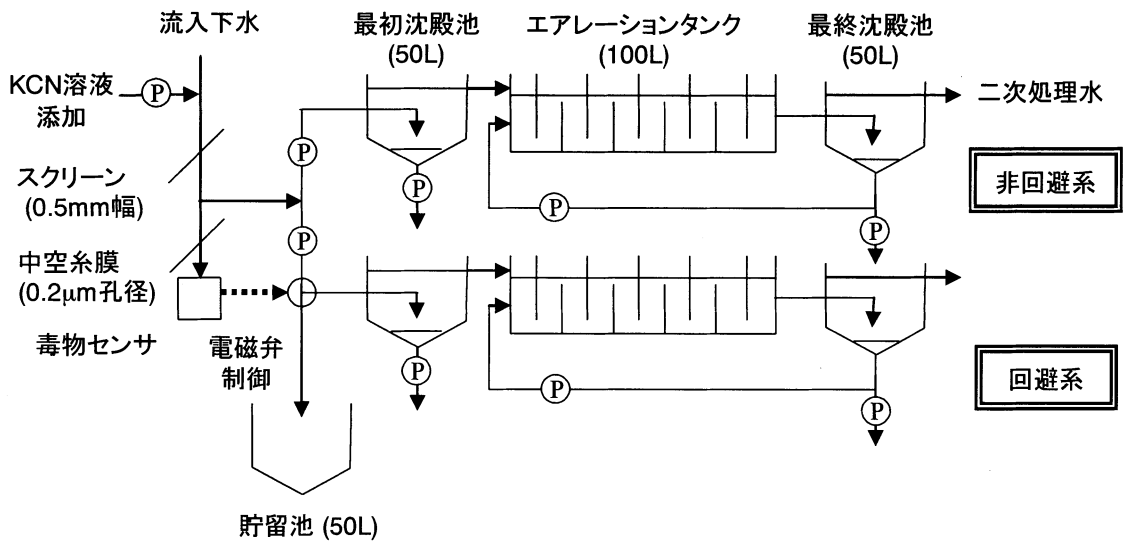 流入下水
KCN溶液
添加
P
スクリーン
(0.5mm幅)
中空糸膜
(0.2μm孔径)
毒物センサ
電磁弁
制御
貯留池 (50L)
P
P
最初沈殿池
(50L)
P
エアレーションタンク
(100L)
P
最終沈殿池
(50L)
P
二次処理水
非回避系
P
P
P
回避系